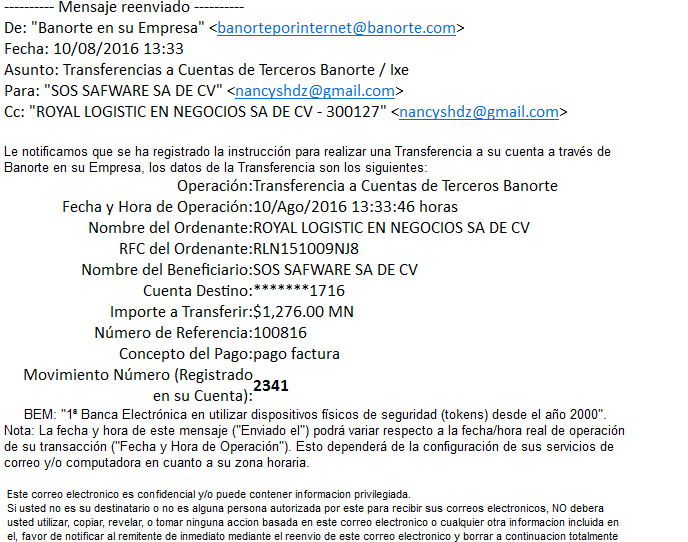 ---------- Mensaje reenviado ----------
De: "Banorte en su Empresa" <banorteporinternet@banorte.com>
Fecha: 10/08/2016 13:33
Asunto: Transferencias a Cuentas de Terceros Banorte / Ixe
Para: "SOS SAFWARE SA DE CV" <nancyshdz@gmail.com>
Cc: "ROYAL LOGISTIC EN NEGOCIOS SA DE CV - 300127" <nancyshdz@gmail.com>
Le notificamos que se ha registrado la instrucción para realizar una Transferencia a su cuenta a través de
Banorte en su Empresa, los datos de la Transferencia son los siguientes:
Operación:Transferencia a Cuentas de Terceros Banorte
Fecha y Hora de Operación:10/Ago/2016 13:33:46 horas
Nombre del Ordenante:ROYAL LOGISTIC EN NEGOCIOS SA DE CV
RFC del Ordenante:RLN151009NJ8
Nombre del Beneficiario:SOS SAFWARE SA DE CV
Cuenta Destino:*******1716
Importe a Transferir:$1,276.00 MN
Número de Referencia:100816
Concepto del Pago:pago factura
Movimiento Número (Registrado
en su Cuenta):2341
BEM: "1ª Banca Electrónica en utilizar dispositivos físicos de seguridad (tokens) desde el año 2000".
Nota: La fecha y hora de este mensaje ("Enviado el") podrá variar respecto a la fecha/hora real de operación
de su transacción ("Fecha y Hora de Operación"). Esto dependerá de la configuración de sus servicios de
correo y/o computadora en cuanto a su zona horaria.
Este correo electronico es confidencial y/o puede contener informacion privilegiada.
Si usted no es su destinatario o no es alguna persona autorizada por este para recibir sus correos electronicos, NO debera
usted utilizar, copiar, revelar, o tomar ninguna accion basada en este correo electronico o cualquier otra informacion incluida en
el, favor de notificar al remitente de inmediato mediante el reenvio de este correo electronico y borrar a continuacion totalmente